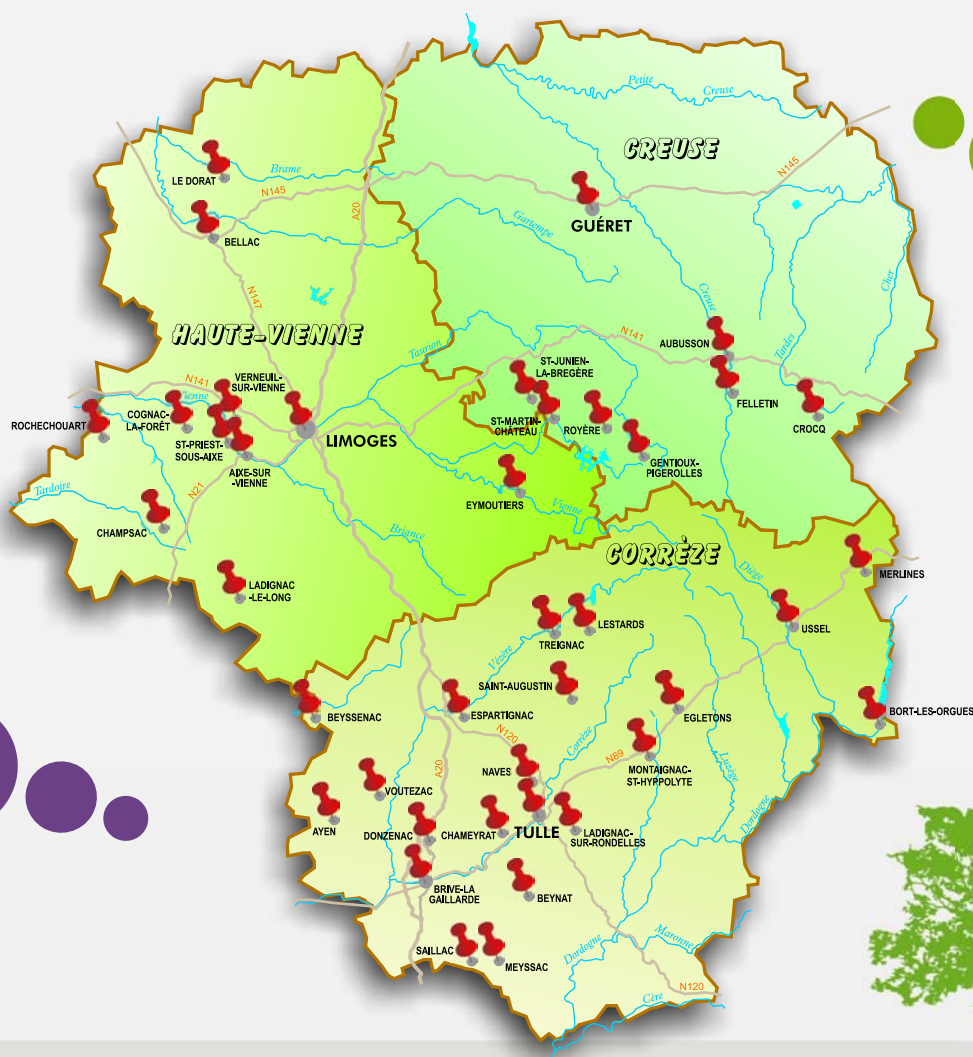 Petite
Creuse
CREUSE
LE DORAT
Brame
N145
A20
N145
GUÉRET
BELLAC
Gartempe
Creuse
Cher
N147
HAUTE-VIENNE
Taurion
N141
AUBUSSON
Tardes
ST-JUNIEN-
LA-BREGÈRE
VERNEUIL-
SUR-VIENNE
N141
FELLETIN
ROCHECHOUART
COGNAC-
LA-FORÊT
ST-MARTIN-
CHÂTEAU
ROYÈRE
CROCQ
LIMOGES
ST-PRIEST-
SOUS-AIXE
AIXE-SUR
-VIENNE
GENTIOUX-
PIGEROLLES
Tardoire
N21
EYMOUTIERS
Vienne
CHAMPSAC
Briance
CORRÈZE
Diège
MERLINES
LADIGNAC
-LE-LONG
LESTARDS
TREIGNAC
USSEL
Vézère
SAINT-AUGUSTIN
BEYSSENAC
ESPARTIGNAC
EGLETONS
BORT-LES-ORGUES
N120
Corrèze
N89
Luzège
A20
NAVES
MONTAIGNAC-
ST-HYPPOLYTE
VOUTEZAC
Dordogne
AYEN
DONZENAC
CHAMEYRAT
TULLE
LADIGNAC-
SUR-RONDELLES
BRIVE-LA
GAILLARDE
BEYNAT
SAILLAC
MEYSSAC
Dordogne
Maronne
N120
Cère